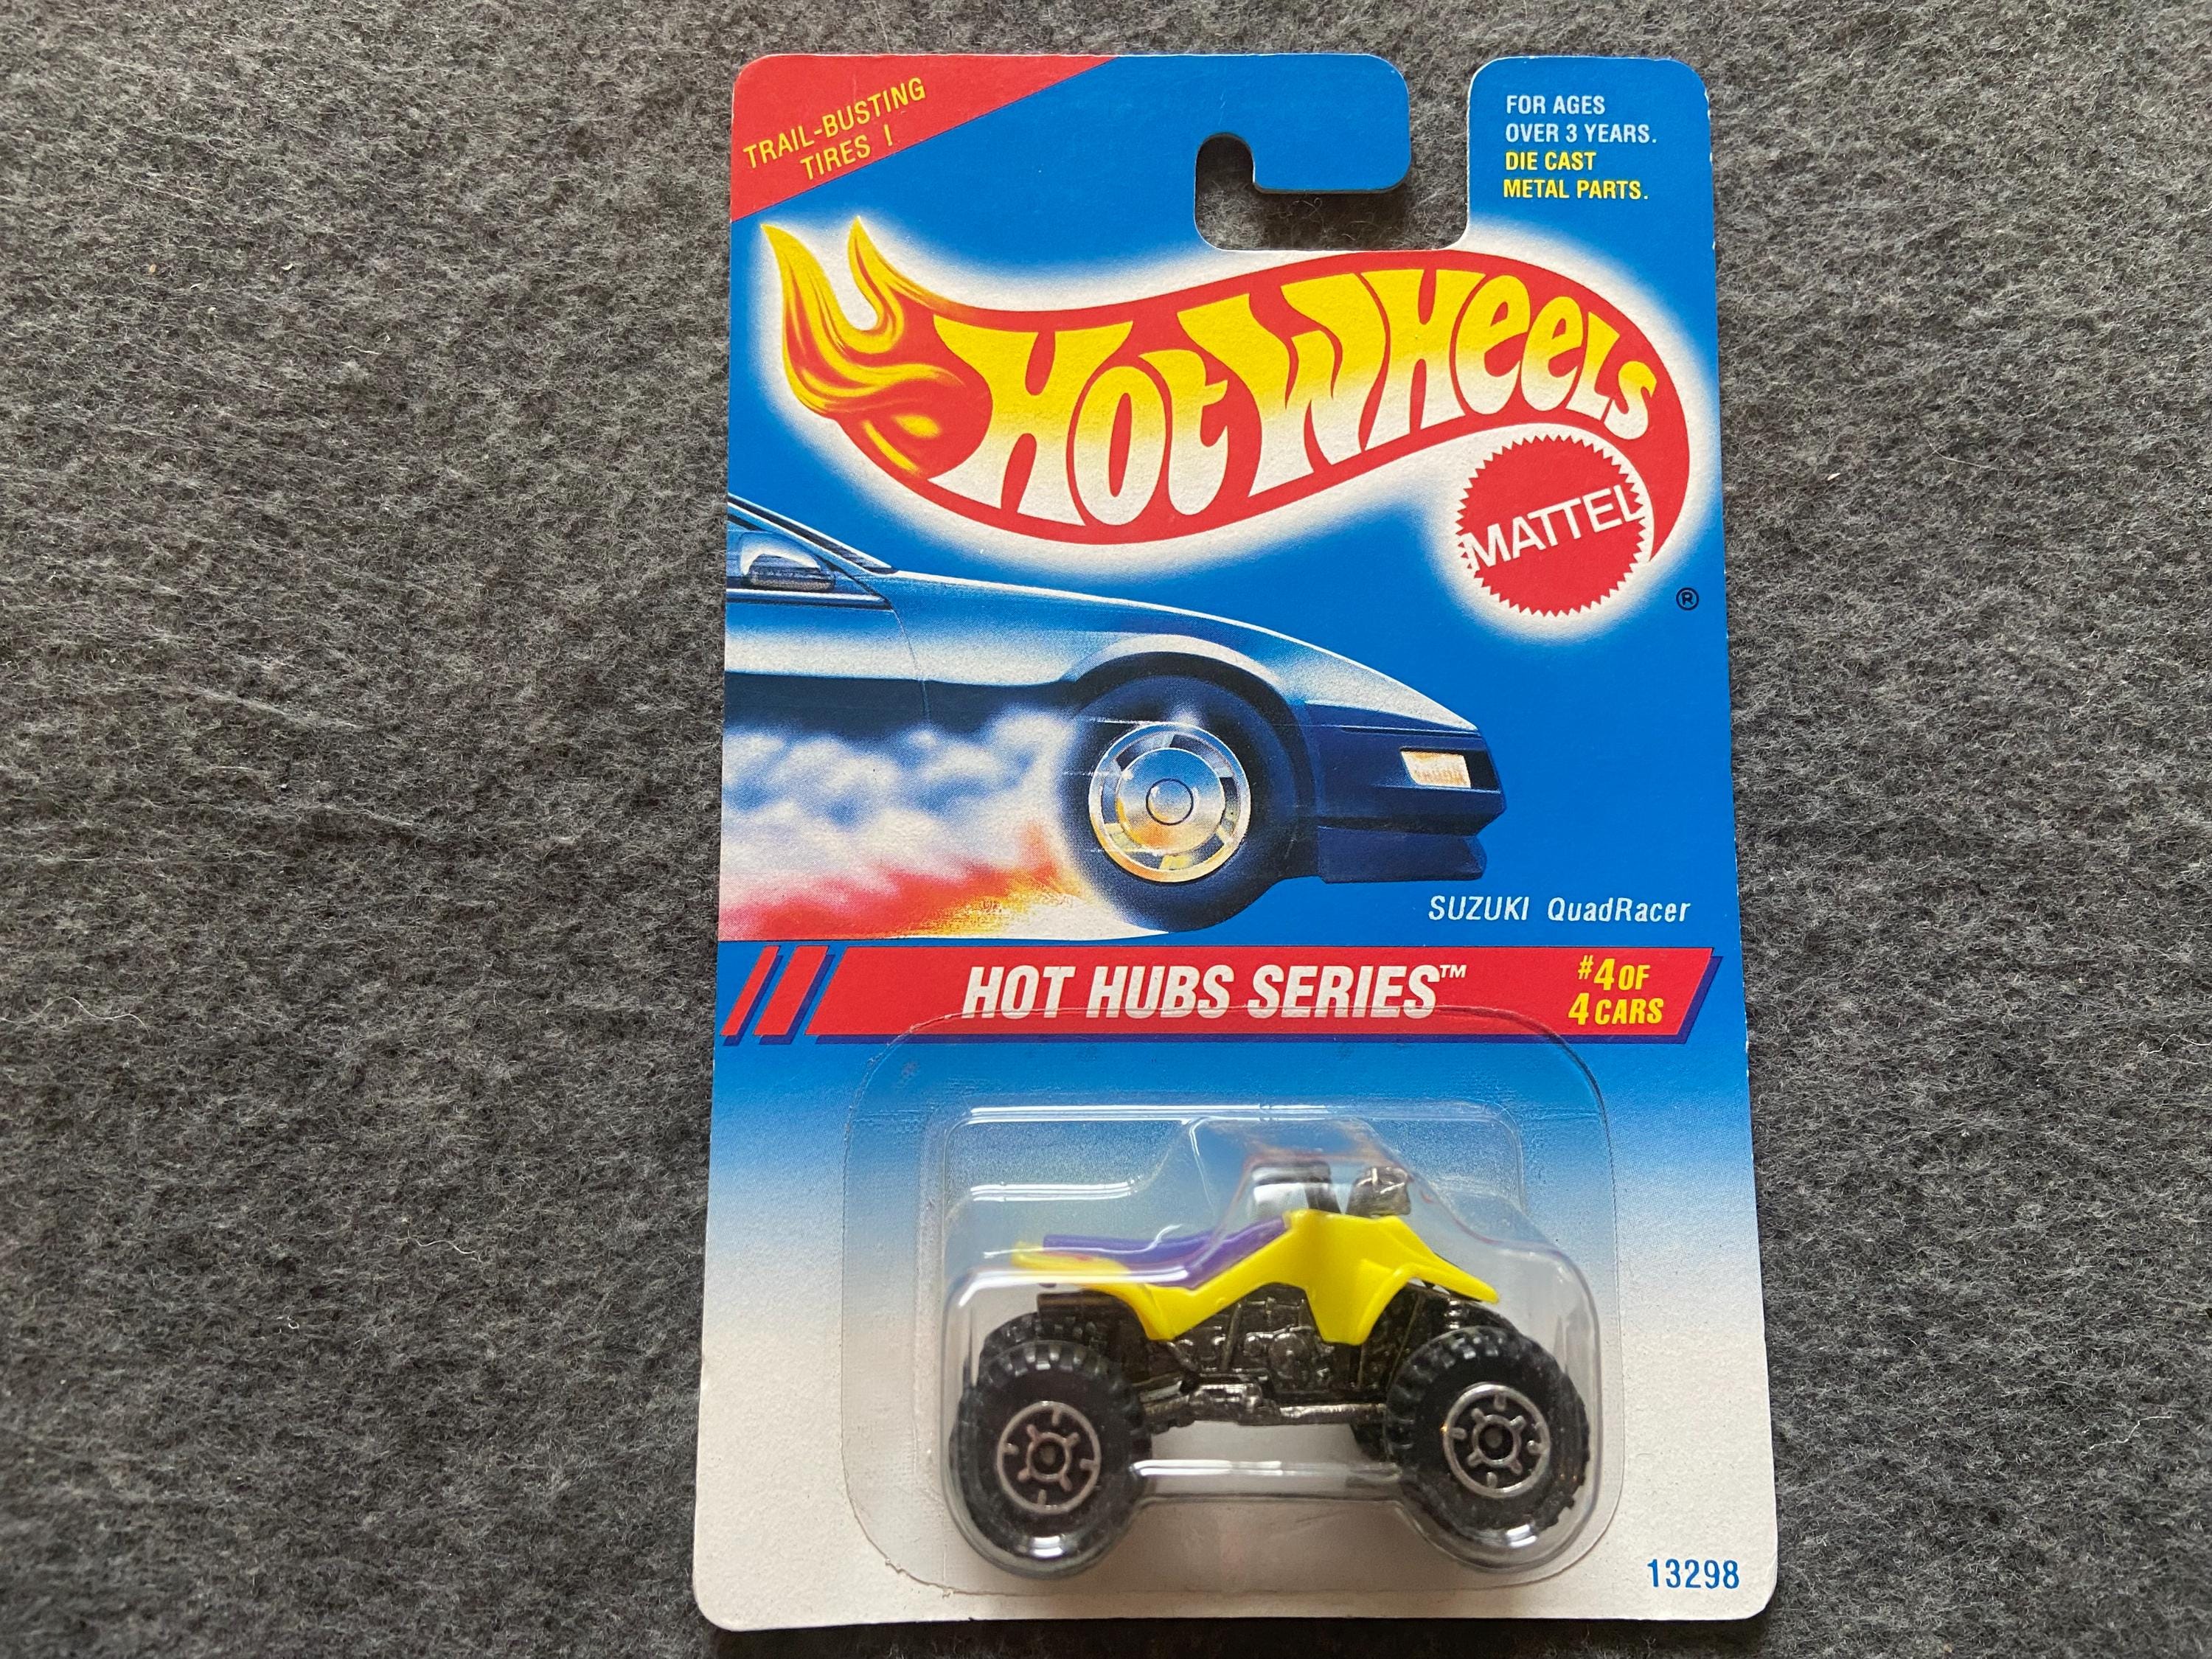 TRAIL-BUSTING
TIRES !
FOR AGES
OVER 3 YEARS.
DIE CAST
METAL PARTS.
Hot Wheels
MATTEL
®
SUZUKI QuadRacer
HOT HUBS SERIES™
#4 OF
4 CARS
13298